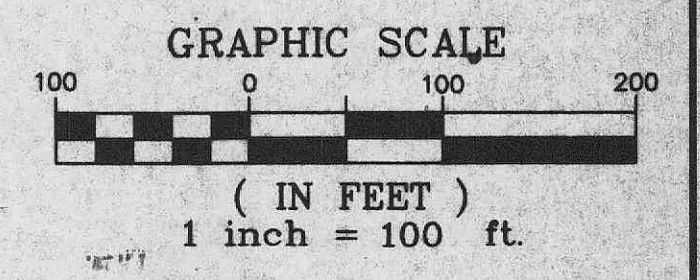 GRAPHIC SCALE
100 0 100 200
( IN FEET )
1 inch = 100 ft.